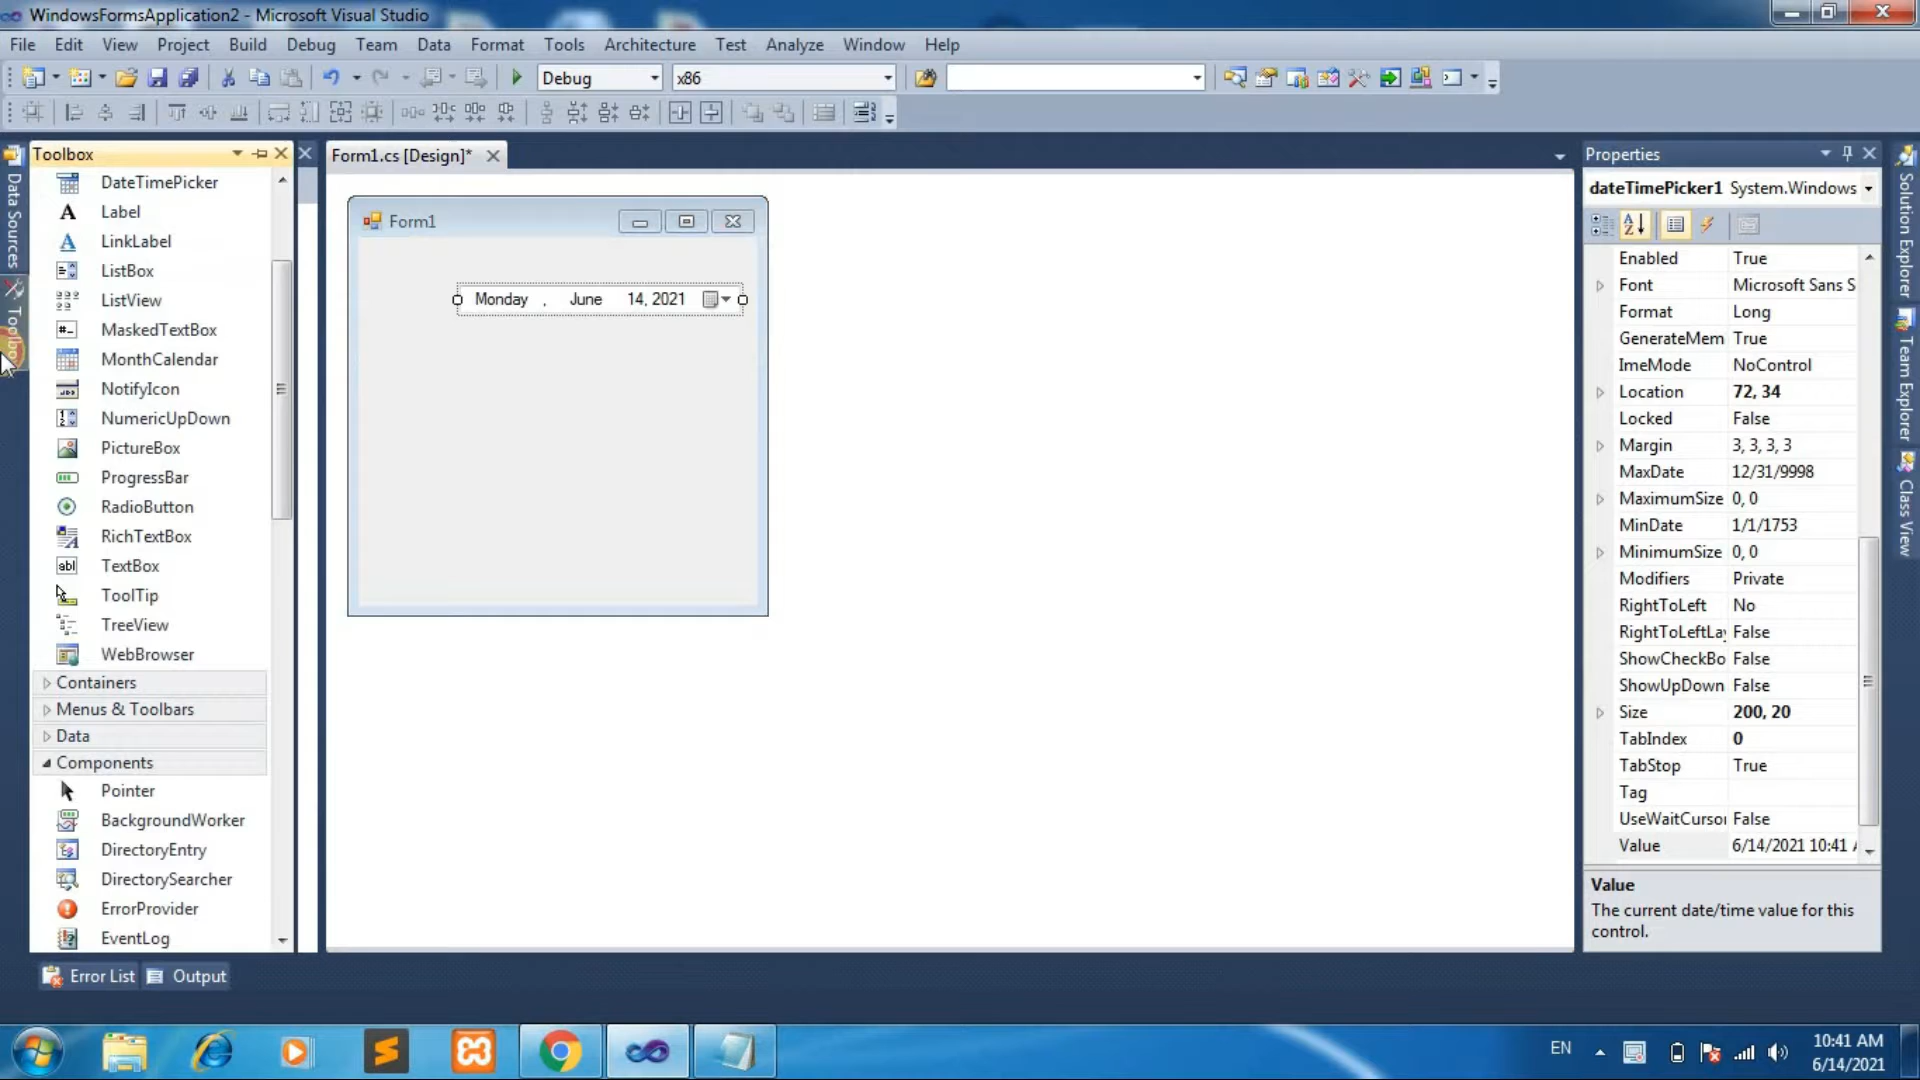 WindowsFormsApplication2 - Microsoft Visual Studio
File Edit View Project Build Debug Team Data Format Tools Architecture Test Analyze Window Help
Debug x86
Toolbox
Form1.cs [Design]*
Properties
Data Sources
Toolbox
DateTimePicker
Label
LinkLabel
ListBox
ListView
MaskedTextBox
MonthCalendar
NotifyIcon
NumericUpDown
PictureBox
ProgressBar
RadioButton
RichTextBox
TextBox
ToolTip
TreeView
WebBrowser
Containers
Menus & Toolbars
Data
Components
Pointer
BackgroundWorker
DirectoryEntry
DirectorySearcher
ErrorProvider
EventLog
Form1
Monday , June 14, 2021
dateTimePicker1 System.Windows
Enabled True
Font Microsoft Sans S
Format Long
GenerateMem True
ImeMode NoControl
Location 72, 34
Locked False
Margin 3, 3, 3, 3
MaxDate 12/31/9998
MaximumSize 0, 0
MinDate 1/1/1753
MinimumSize 0, 0
Modifiers Private
RightToLeft No
RightToLeftLay False
ShowCheckBo False
ShowUpDown False
Size 200, 20
TabIndex 0
TabStop True
Tag
UseWaitCursor False
Value 6/14/2021 10:41 A
Value
The current date/time value for this
control.
Solution Explorer
Team Explorer
Class View
Error List Output
EN
10:41 AM
6/14/2021